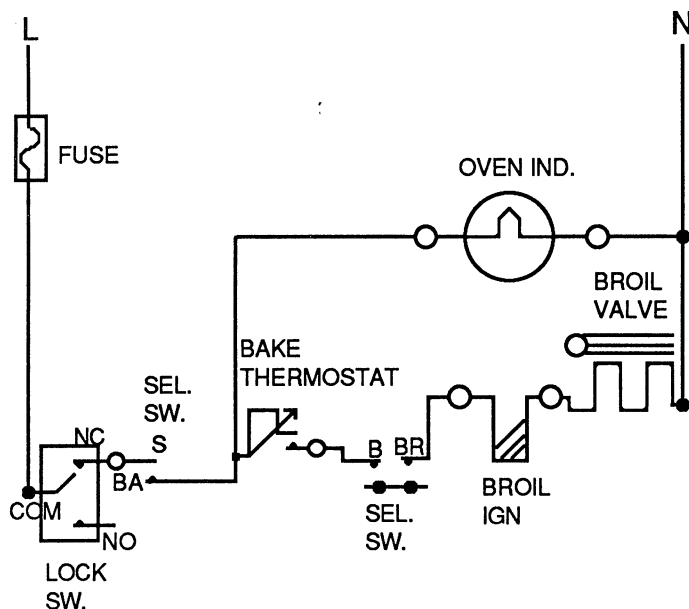 L
N
FUSE
OVEN IND.
BROIL
VALVE
BAKE
THERMOSTAT
SEL.
SW.
NC
S
B
BR
BA
COM
NO
SEL.
SW.
BROIL
IGN
LOCK
SW.